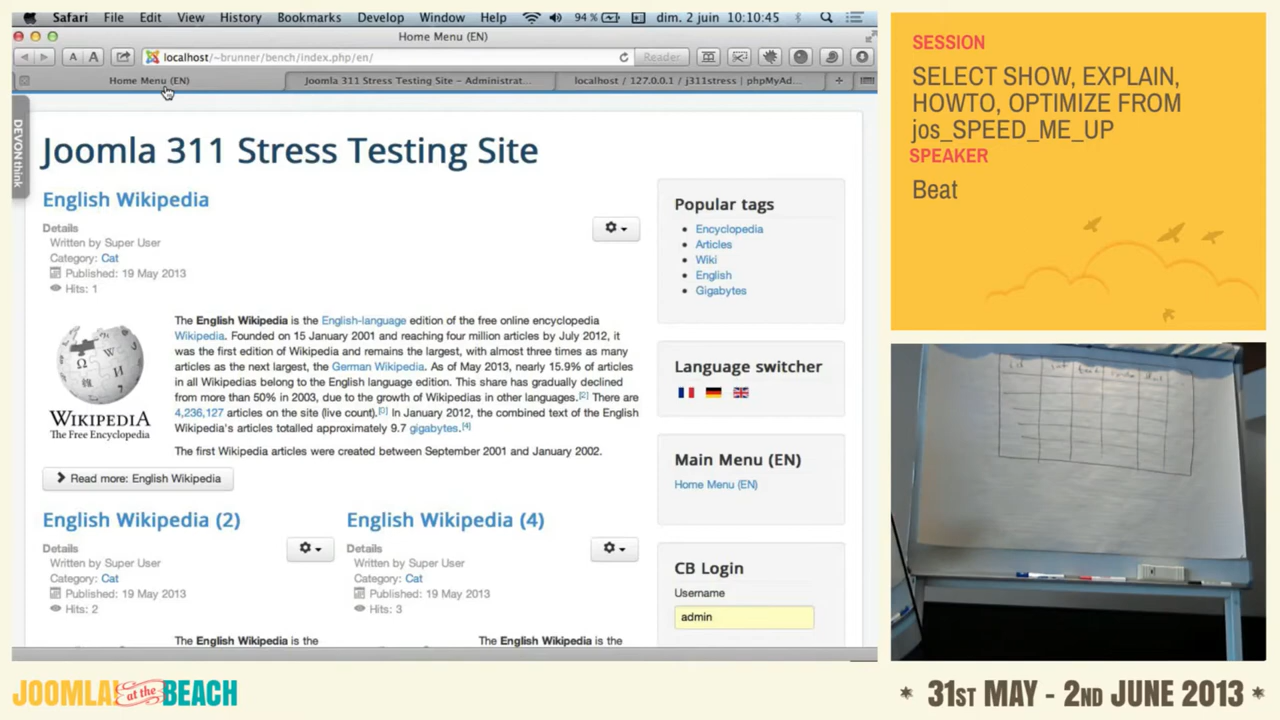 Safari File Edit View History Bookmarks Develop Window Help 94 % dim. 2 juin 10:10:45
Home Menu (EN)
A A localhost/~brunner/bench/index.php/en/ Reader
Home Menu (EN) Joomla 311 Stress Testing Site – Administrat... localhost / 127.0.0.1 / j311stress | phpMyAd... +
DEVONthink
Joomla 311 Stress Testing Site
English Wikipedia
Details
Written by Super User
Category: Cat
Published: 19 May 2013
Hits: 1
The English Wikipedia is the English-language edition of the free online encyclopedia
Wikipedia. Founded on 15 January 2001 and reaching four million articles by July 2012, it
was the first edition of Wikipedia and remains the largest, with almost three times as many
articles as the next largest, the German Wikipedia. As of May 2013, nearly 15.9% of articles
in all Wikipedias belong to the English language edition. This share has gradually declined
from more than 50% in 2003, due to the growth of Wikipedias in other languages.[2] There are
4,236,127 articles on the site (live count).[0] In January 2012, the combined text of the English
Wikipedia's articles totalled approximately 9.7 gigabytes.[4]
The first Wikipedia articles were created between September 2001 and January 2002.
Ω W
WIKIPEDIA
The Free Encyclopedia
Read more: English Wikipedia
English Wikipedia (2)
Details
Written by Super User
Category: Cat
Published: 19 May 2013
Hits: 2
The English Wikipedia is the
English Wikipedia (4)
Details
Written by Super User
Category: Cat
Published: 19 May 2013
Hits: 3
The English Wikipedia is the
Popular tags
Encyclopedia
Articles
Wiki
English
Gigabytes
Language switcher
Main Menu (EN)
Home Menu (EN)
CB Login
Username
admin
SESSION
SELECT SHOW, EXPLAIN,
HOWTO, OPTIMIZE FROM
jos_SPEED_ME_UP
SPEAKER
Beat
id
JOOMLA! at the BEACH
* 31ST MAY - 2ND JUNE 2013 *